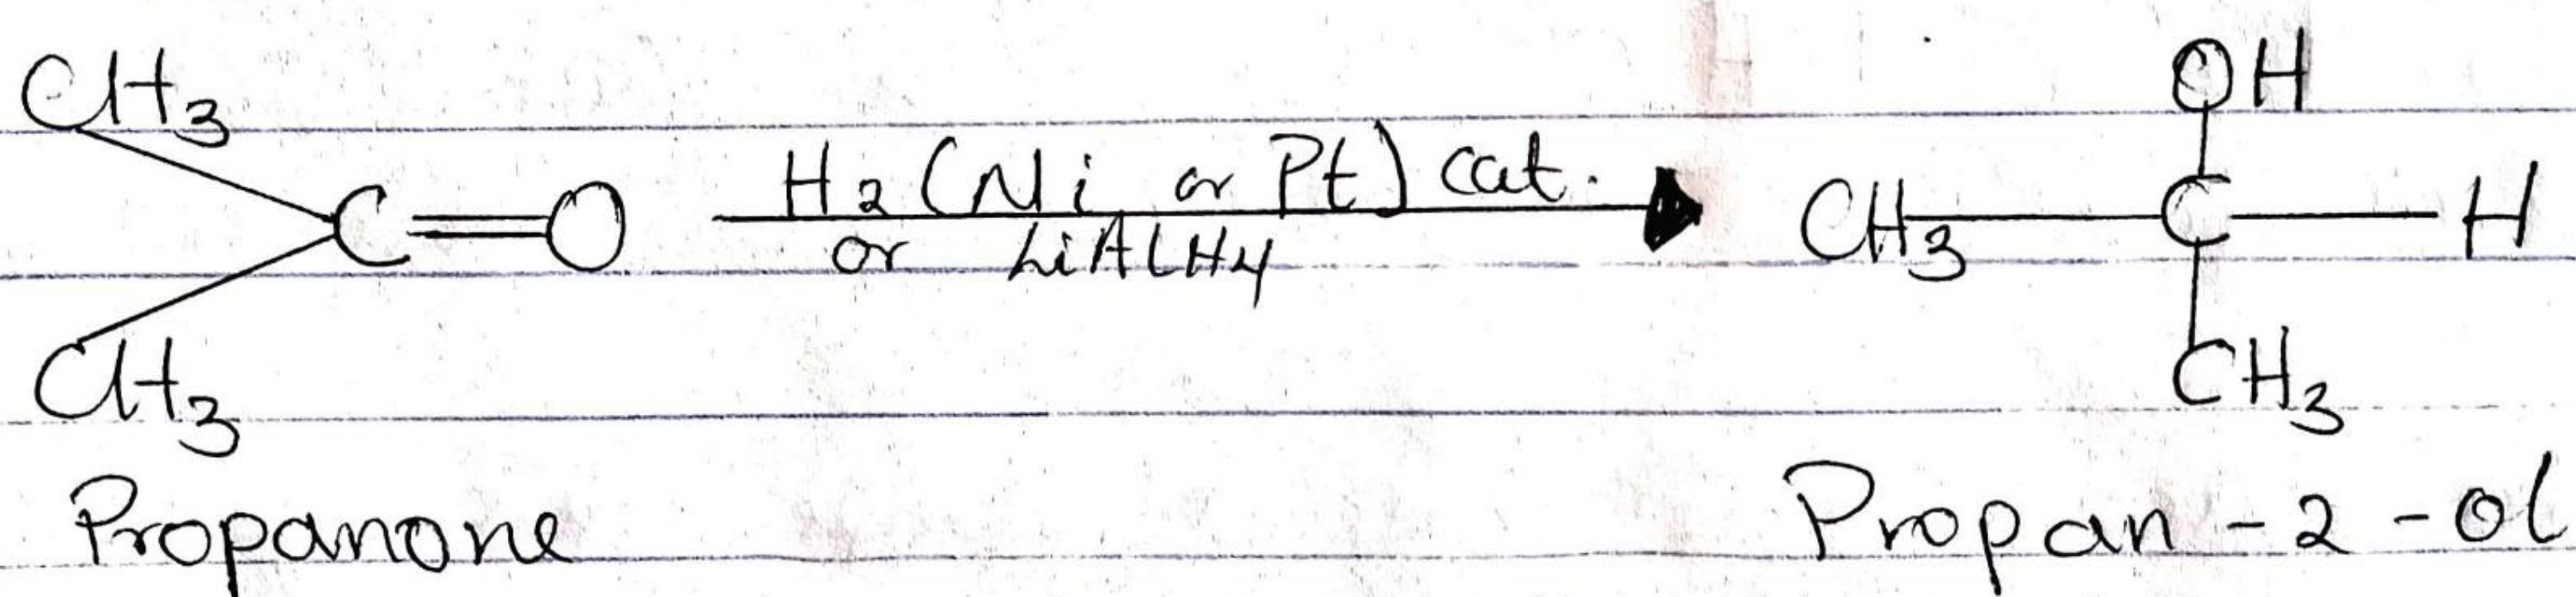 CH3 OH
C=O H2 (Ni or Pt) cat. CH3 C H
or LiAlH4
CH3 CH3
Propanone Propan-2-ol